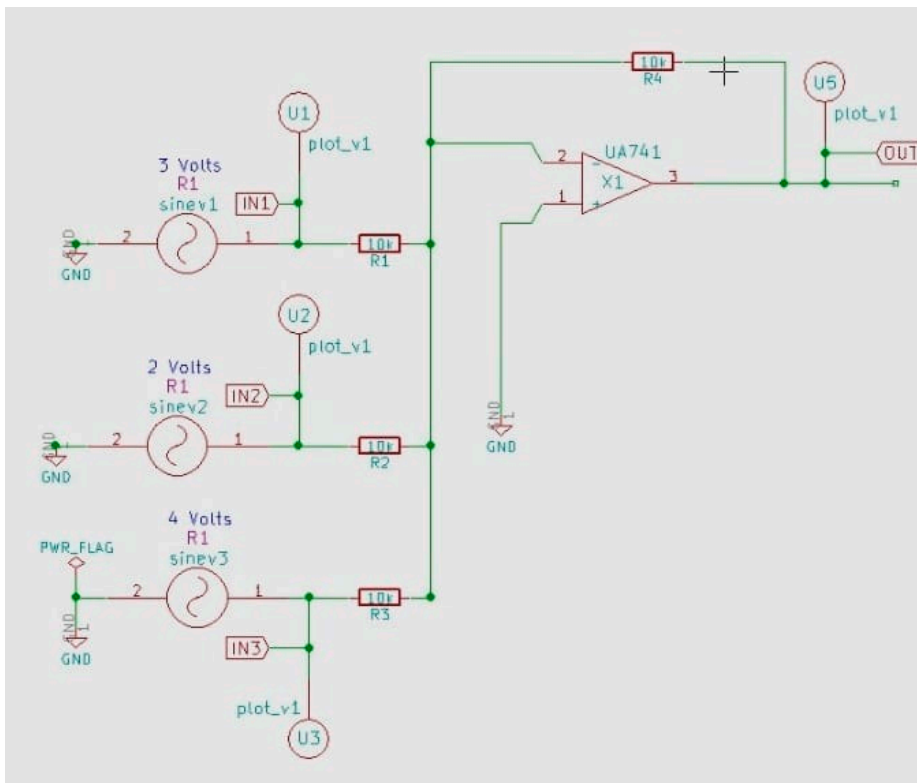 10k
R4
U5
plot_v1
OUT
U1
plot_v1
UA741
2
-
X1
3
1
+
3 Volts
R1
sinev1
IN1
2
1
10k
R1
GND
GND
U2
plot_v1
2 Volts
R1
sinev2
IN2
2
1
10k
R2
GND
GND
GND
1
GND
4 Volts
R1
sinev3
PWR_FLAG
2
1
10k
R3
GND
1
GND
IN3
plot_v1
U3